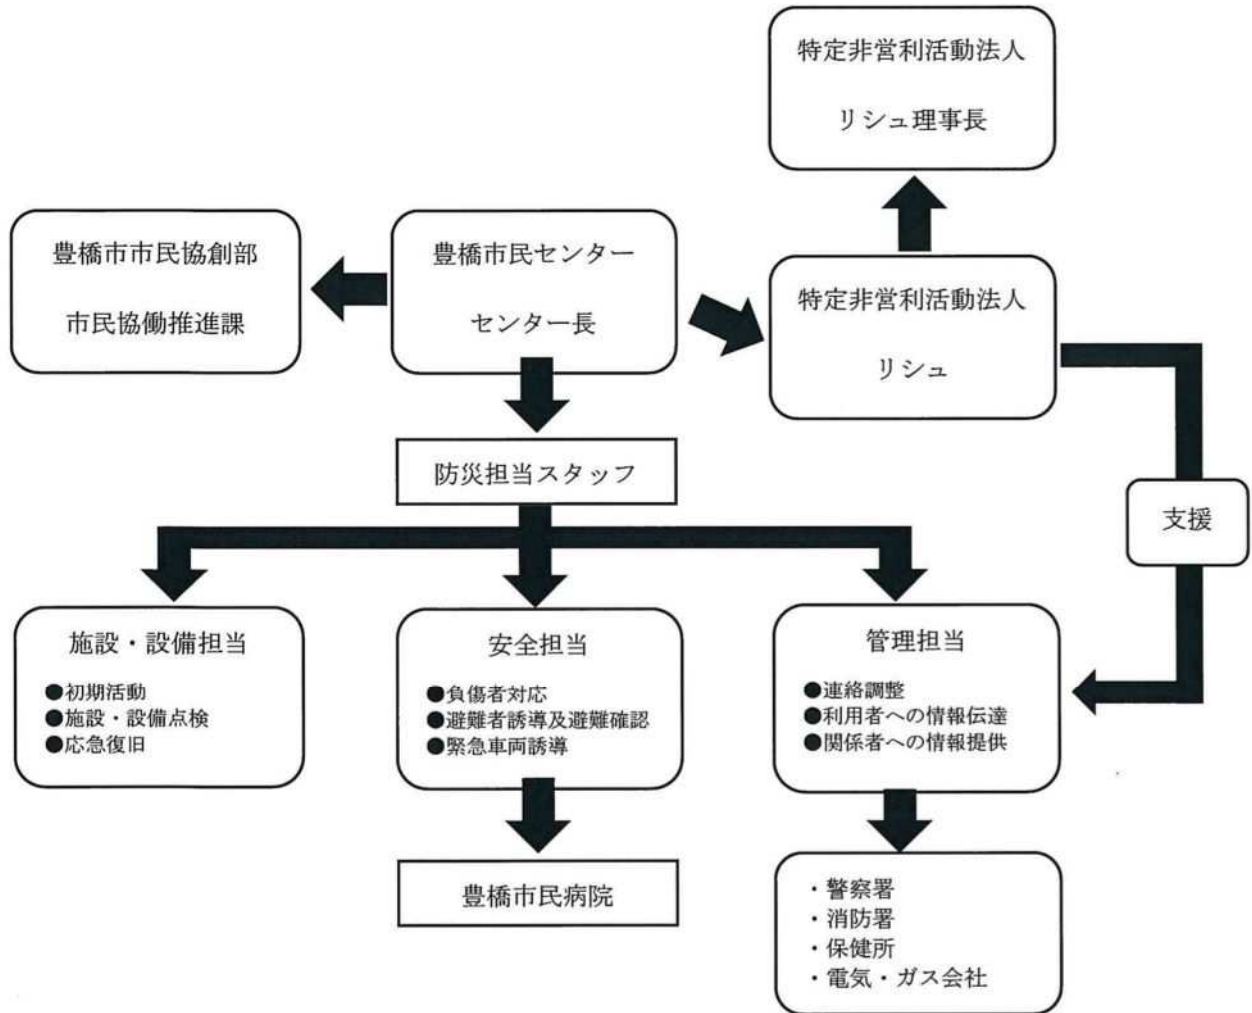 特定非営利活動法人
リシュ理事長
豊橋市市民協創部
市民協働推進課
豊橋市民センター
センター長
特定非営利活動法人
リシュ
防災担当スタッフ
支援
施設・設備担当
●初期活動
●施設・設備点検
●応急復旧
安全担当
●負傷者対応
●避難者誘導及避難確認
●緊急車両誘導
管理担当
●連絡調整
●利用者への情報伝達
●関係者への情報提供
豊橋市民病院
・警察署
・消防署
・保健所
・電気・ガス会社